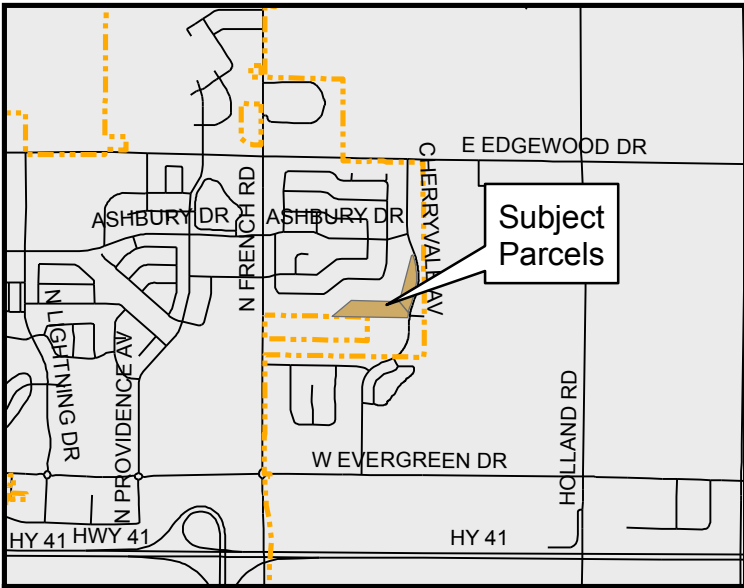 E EDGEWOOD DR
CHERRYVALE AV
ASHBURY DR
ASHBURY DR
Subject
Parcels
N FRENCH RD
N LIGHTNING DR
N PROVIDENCE AV
HOLLAND RD
W EVERGREEN DR
HY 41
HWY 41
HY 41